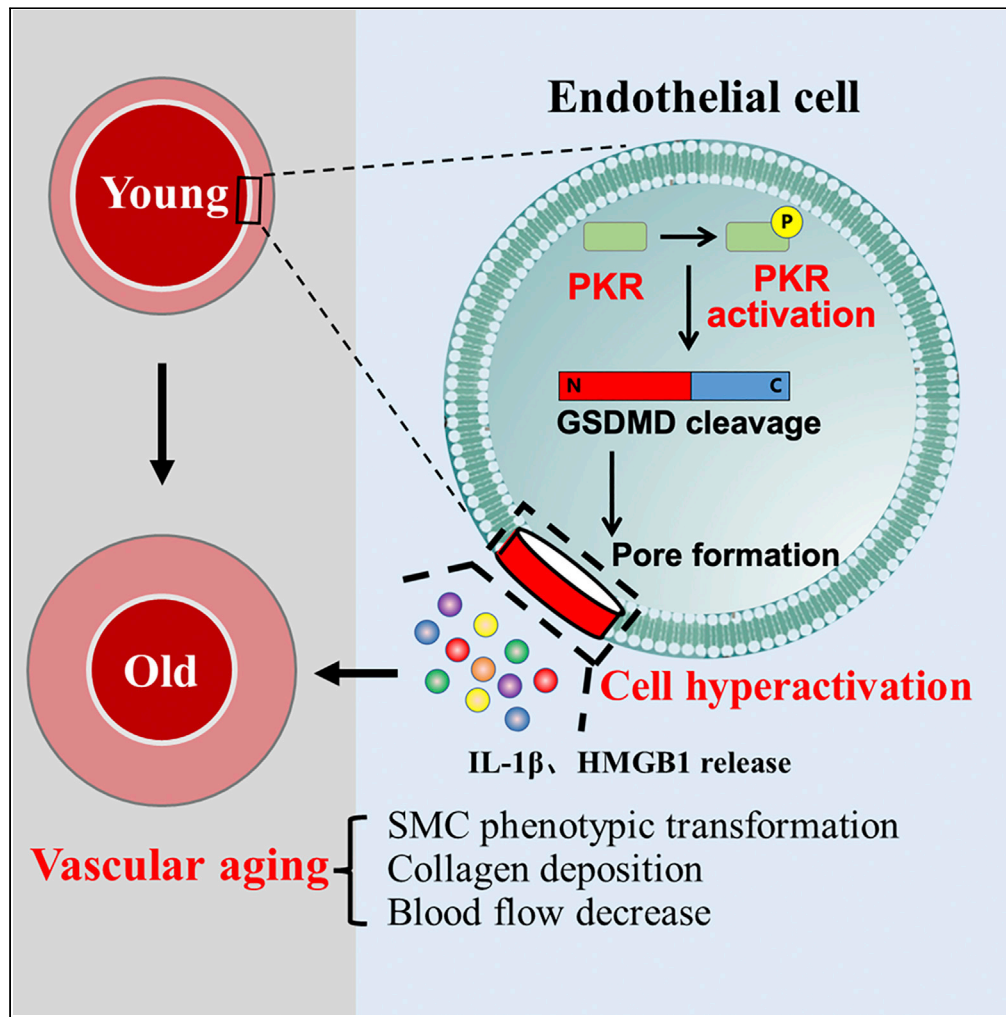 Endothelial cell
Young
P
PKR
PKR
activation
N
C
GSDMD cleavage
Pore formation
Old
Cell hyperactivation
IL-1β、HMGB1 release
Vascular aging
SMC phenotypic transformation
Collagen deposition
Blood flow decrease